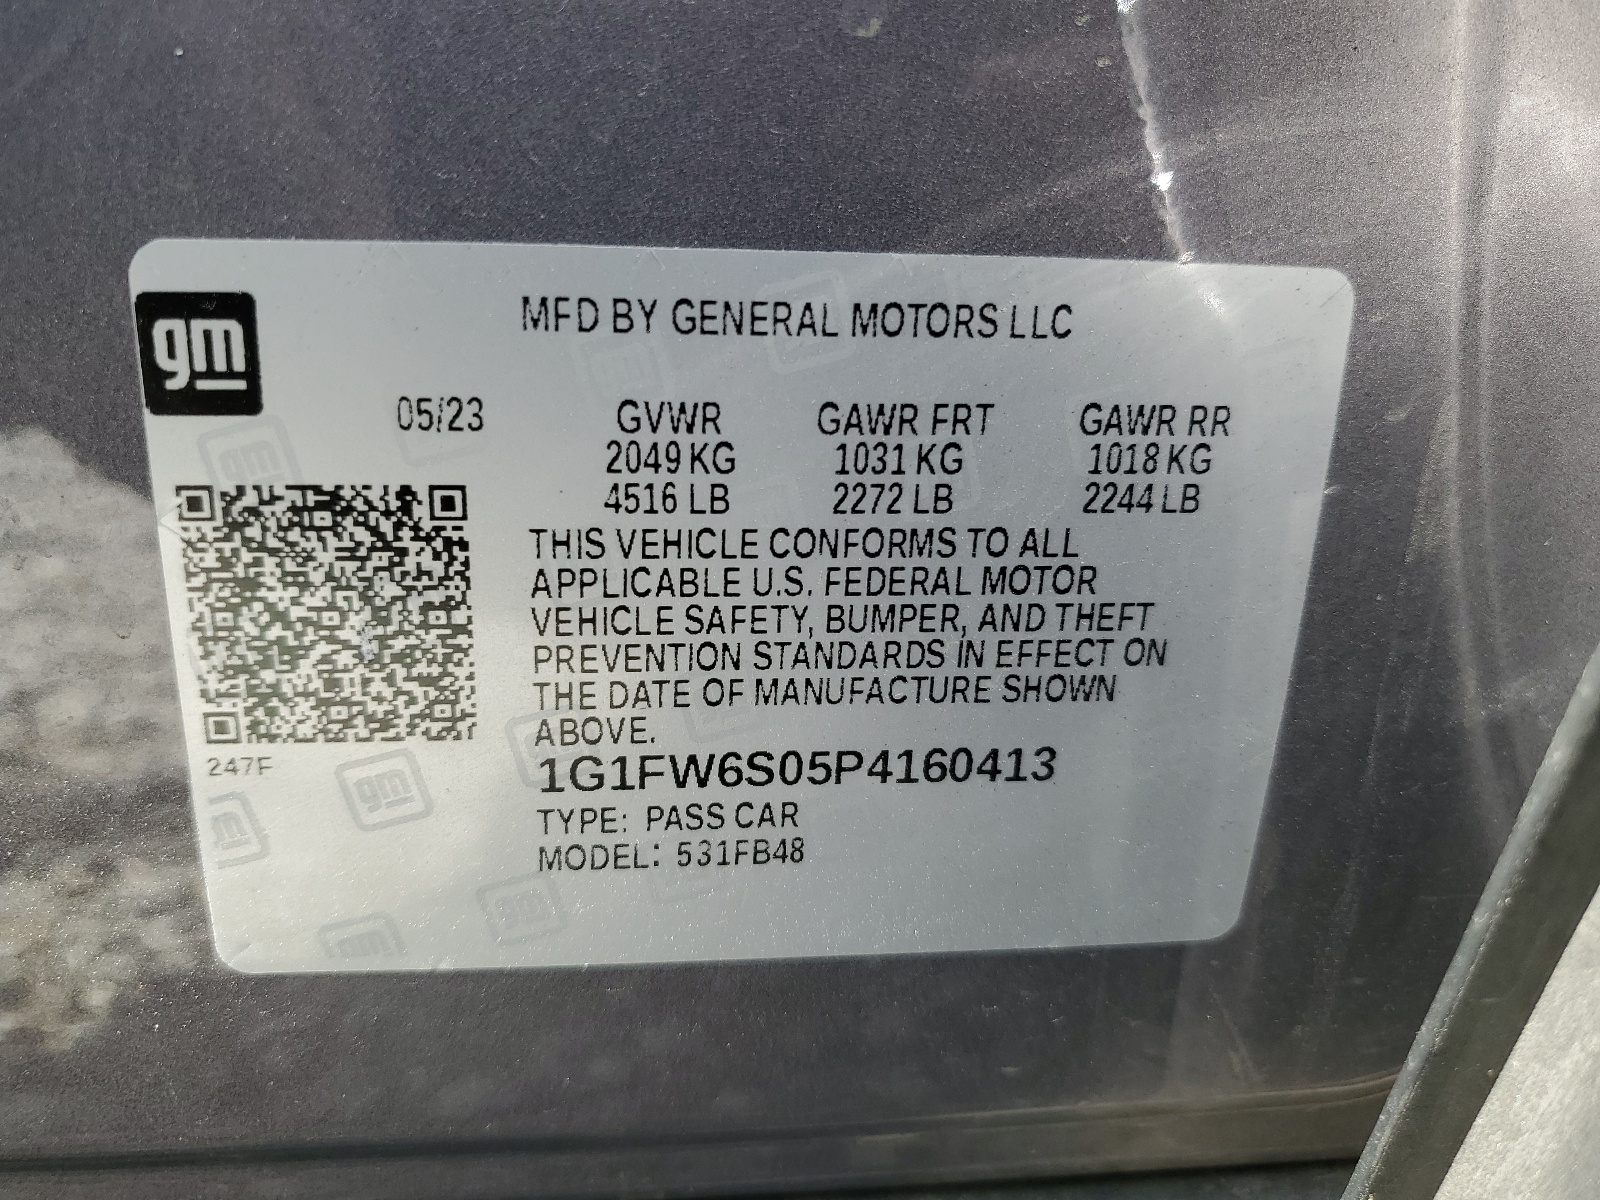 gm
MFD BY GENERAL MOTORS LLC
05/23 GVWR GAWR FRT GAWR RR
2049 KG 1031 KG 1018 KG
4516 LB 2272 LB 2244 LB
THIS VEHICLE CONFORMS TO ALL
APPLICABLE U.S. FEDERAL MOTOR
VEHICLE SAFETY, BUMPER, AND THEFT
PREVENTION STANDARDS IN EFFECT ON
THE DATE OF MANUFACTURE SHOWN
ABOVE.
247F
1G1FW6S05P4160413
TYPE: PASS CAR
MODEL: 531FB48